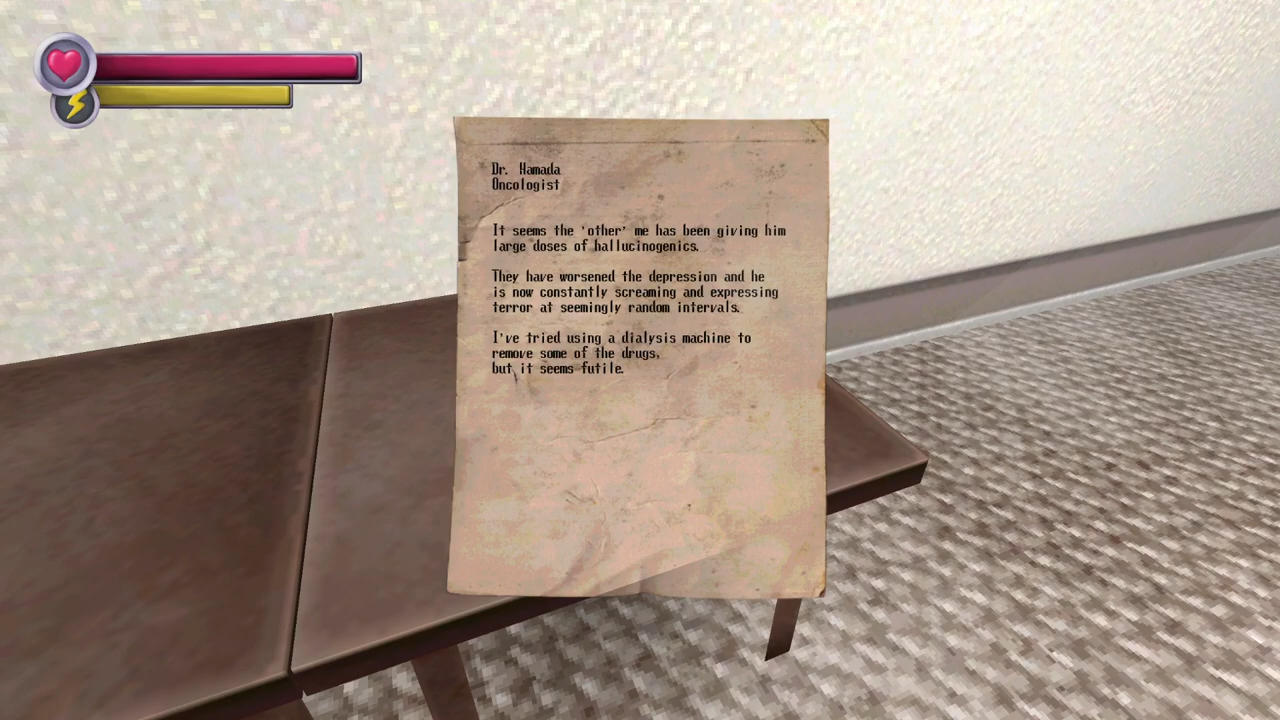 Dr. Hamada
Oncologist
It seems the 'other' me has been giving him
large doses of hallucinogenics.
They have worsened the depression and he
is now constantly screaming and expressing
terror at seemingly random intervals.
I've tried using a dialysis machine to
remove some of the drugs,
but it seems futile.